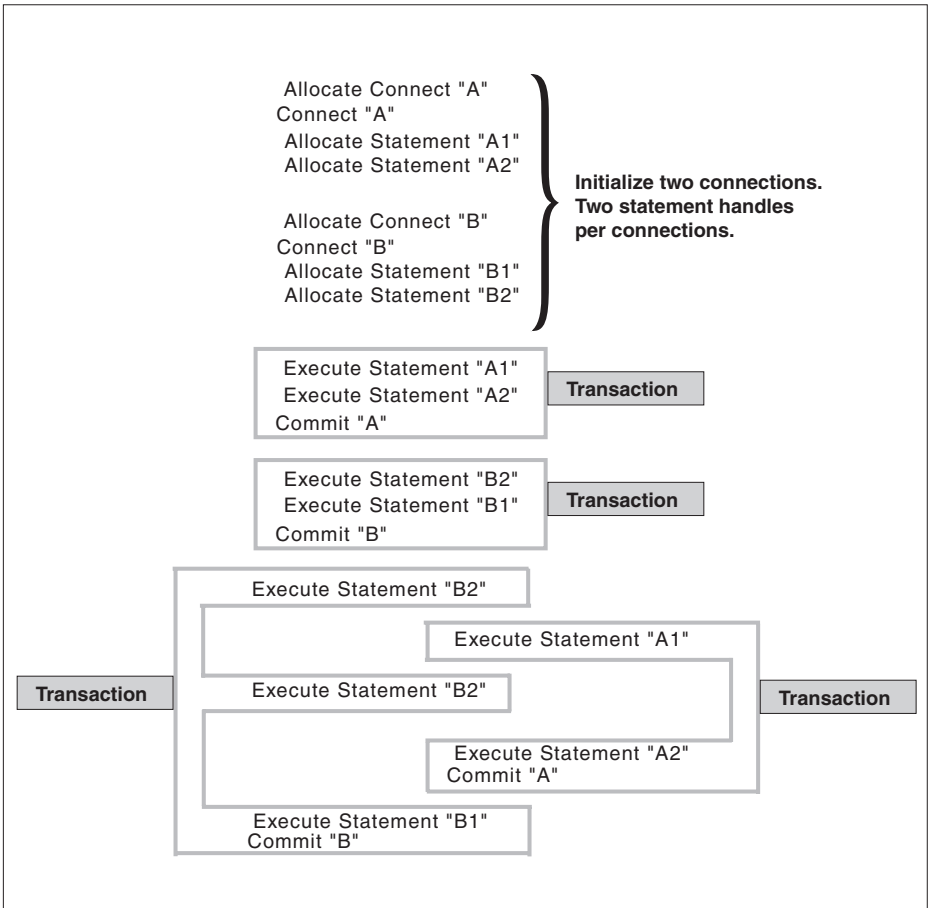 Allocate Connect "A"
Connect "A"
Allocate Statement "A1"
Allocate Statement "A2"
Allocate Connect "B"
Connect "B"
Allocate Statement "B1"
Allocate Statement "B2"
Initialize two connections.
Two statement handles
per connections.
Execute Statement "A1"
Execute Statement "A2"
Commit "A"
Transaction
Execute Statement "B2"
Execute Statement "B1"
Commit "B"
Transaction
Execute Statement "B2"
Execute Statement "A1"
Transaction
Execute Statement "B2"
Transaction
Execute Statement "A2"
Commit "A"
Execute Statement "B1"
Commit "B"